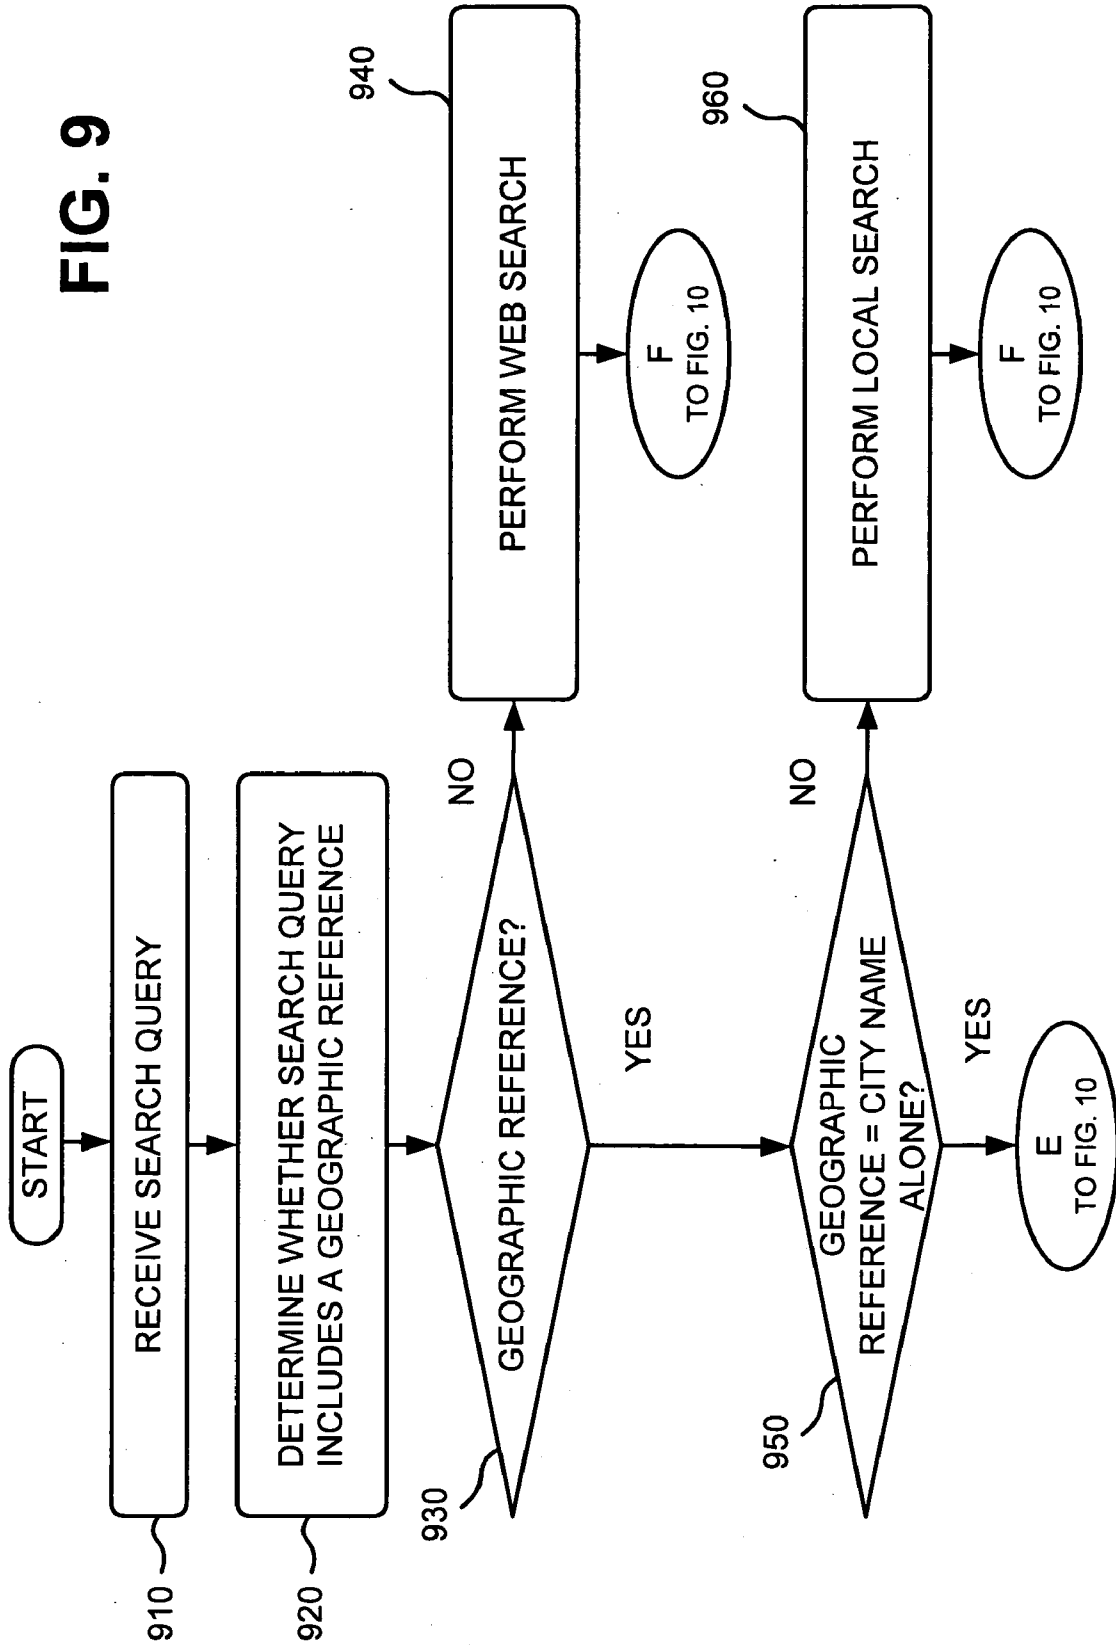 FIG. 9
START
RECEIVE SEARCH QUERY
910
DETERMINE WHETHER SEARCH QUERY
INCLUDES A GEOGRAPHIC REFERENCE
920
GEOGRAPHIC REFERENCE?
930
NO
PERFORM WEB SEARCH
940
F
TO FIG. 10
YES
GEOGRAPHIC
REFERENCE = CITY NAME
ALONE?
950
NO
PERFORM LOCAL SEARCH
960
F
TO FIG. 10
YES
E
TO FIG. 10